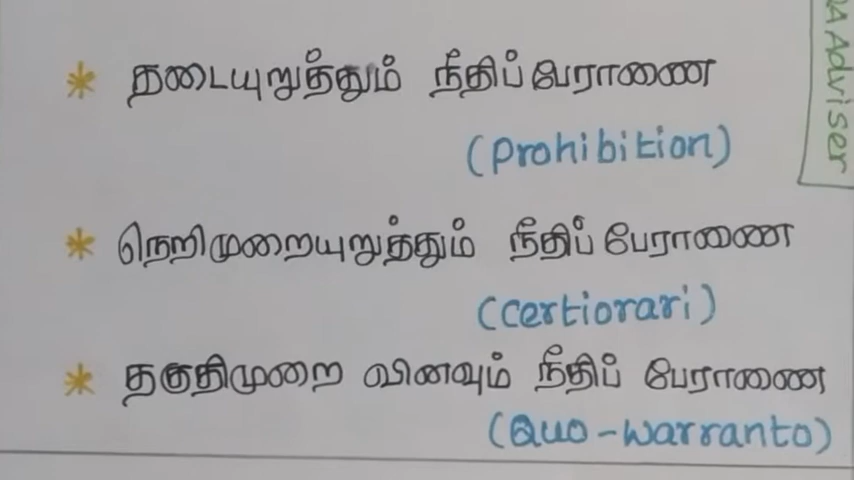 * தடையுறுத்தும் நீதிப் பேராணை
(Prohibition)
* நெறிமுறையுறுத்தும் நீதிப் பேராணை
(Certiorari)
* தகுதிமுறை வினவும் நீதிப் பேராணை
(Quo-warranto)
Adviser